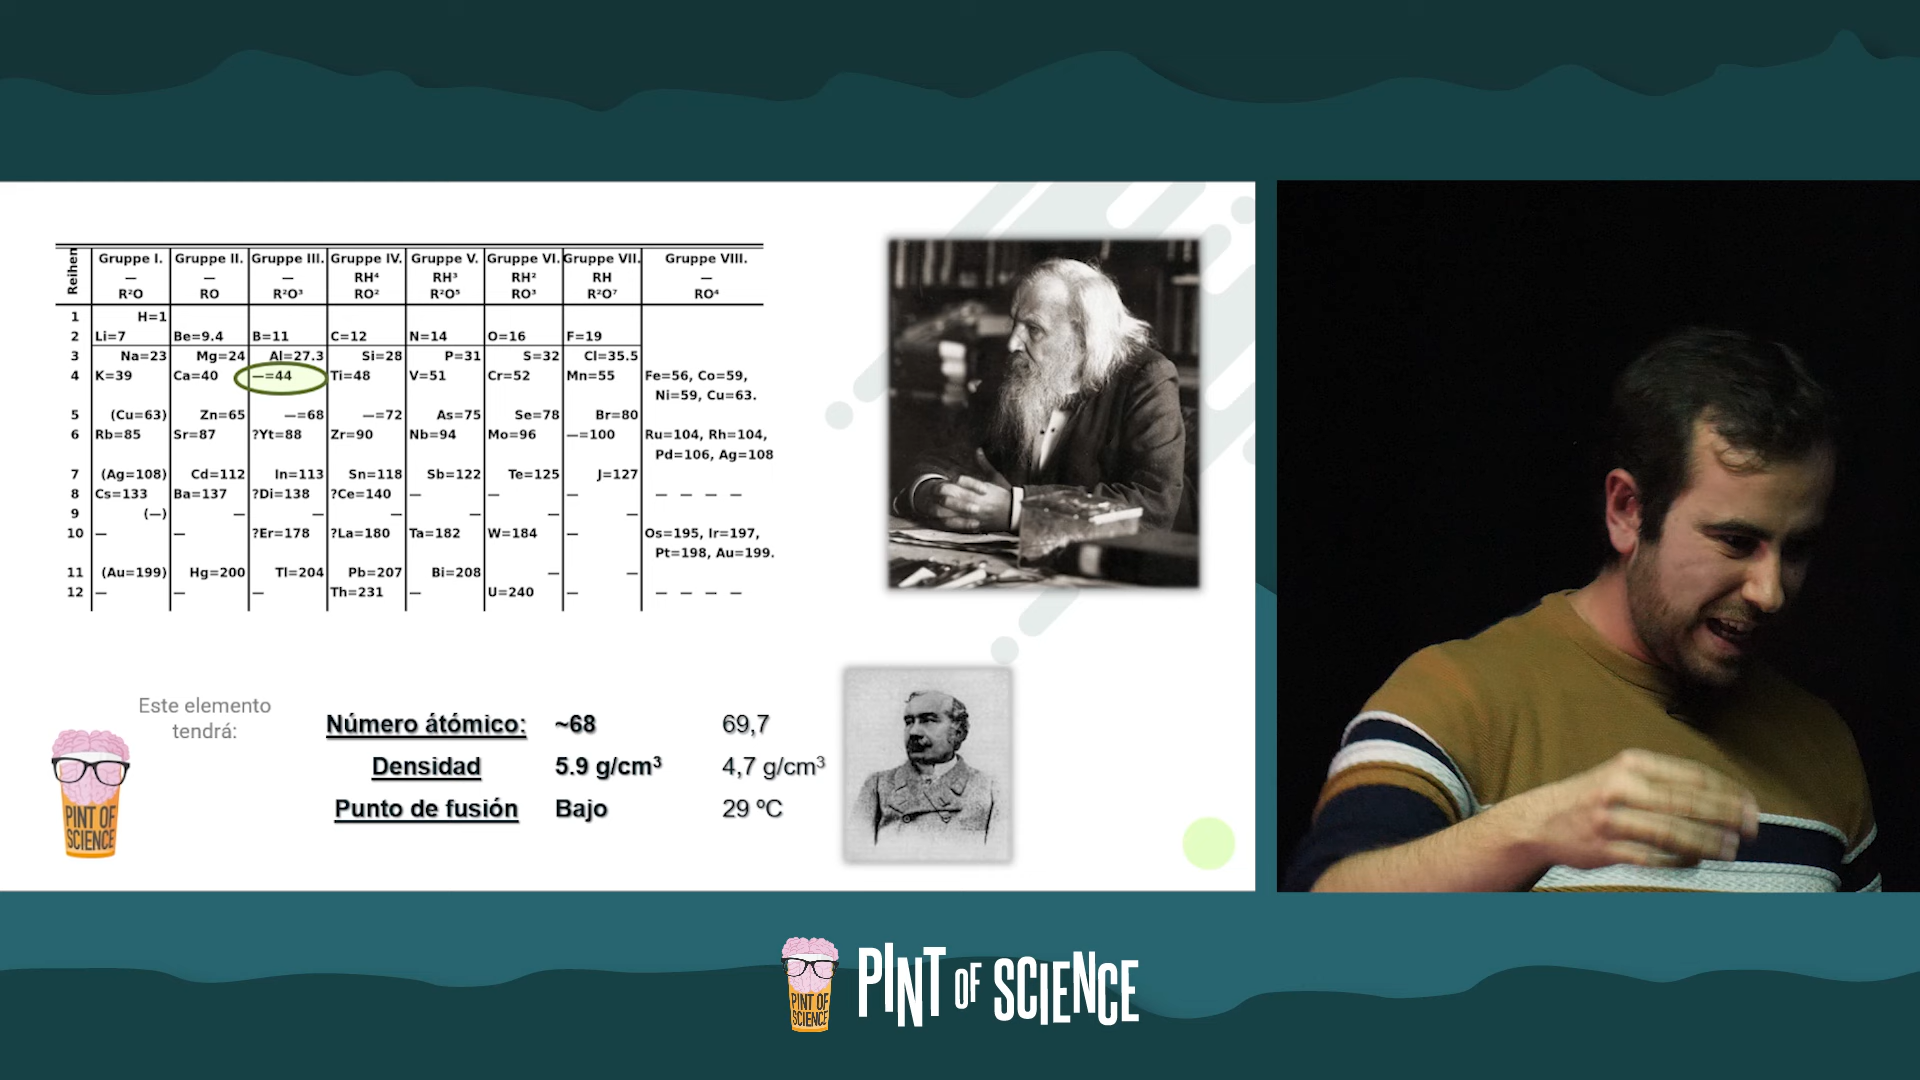 Reihen
Gruppe I. Gruppe II. Gruppe III. Gruppe IV. Gruppe V. Gruppe VI. Gruppe VII. Gruppe VIII.
— — — RH⁴ RH³ RH² RH —
R²O RO R²O³ RO² R²O⁵ RO³ R²O⁷ RO⁴
1 H=1
2 Li=7 Be=9.4 B=11 C=12 N=14 O=16 F=19
3 Na=23 Mg=24 Al=27.3 Si=28 P=31 S=32 Cl=35.5
4 K=39 Ca=40 —=44 Ti=48 V=51 Cr=52 Mn=55 Fe=56, Co=59,
Ni=59, Cu=63.
5 (Cu=63) Zn=65 —=68 —=72 As=75 Se=78 Br=80
6 Rb=85 Sr=87 ?Yt=88 Zr=90 Nb=94 Mo=96 —=100 Ru=104, Rh=104,
Pd=106, Ag=108
7 (Ag=108) Cd=112 In=113 Sn=118 Sb=122 Te=125 J=127
8 Cs=133 Ba=137 ?Di=138 ?Ce=140 — — — — — — —
9 (—) — — — — — —
10 — — ?Er=178 ?La=180 Ta=182 W=184 — Os=195, Ir=197,
Pt=198, Au=199.
11 (Au=199) Hg=200 Tl=204 Pb=207 Bi=208 — —
12 — — — Th=231 — U=240 — — — — —
Este elemento
tendrá:
Número átómico: ~68 69,7
Densidad 5.9 g/cm³ 4,7 g/cm³
Punto de fusión Bajo 29 ºC
PINT OF
SCIENCE
PINT OF
SCIENCE
PINT OF SCIENCE